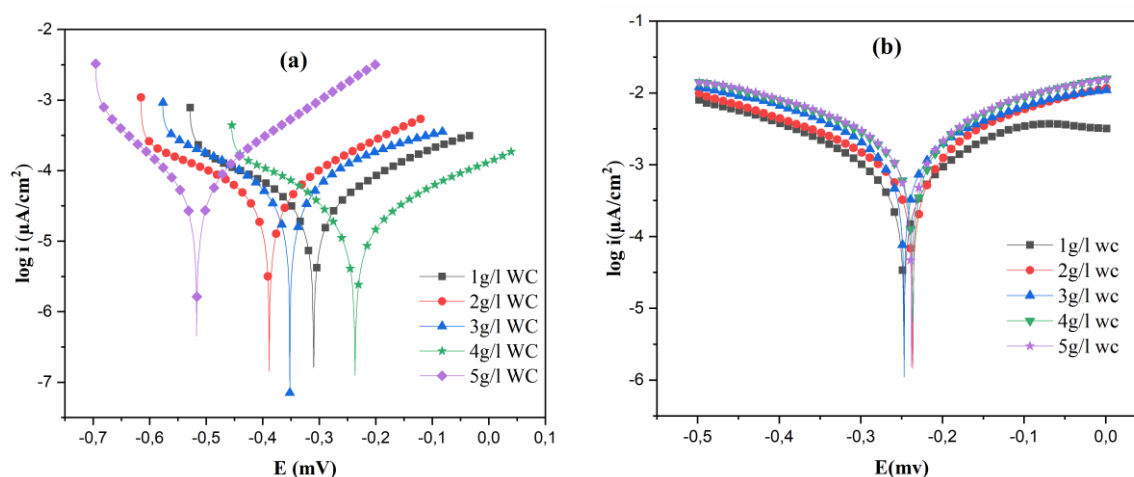 (a)
log i (µA/cm²)
-2
-3
-4
-5
-6
-7
1g/l WC
2g/l WC
3g/l WC
4g/l WC
5g/l WC
-0,7 -0,6 -0,5 -0,4 -0,3 -0,2 -0,1 0,0 0,1
E (mV)
(b)
log i(µA/cm²)
-1
-2
-3
-4
-5
-6
1g/l wc
2g/l wc
3g/l wc
4g/l wc
5g/l wc
-0,5 -0,4 -0,3 -0,2 -0,1 0,0
E(mv)